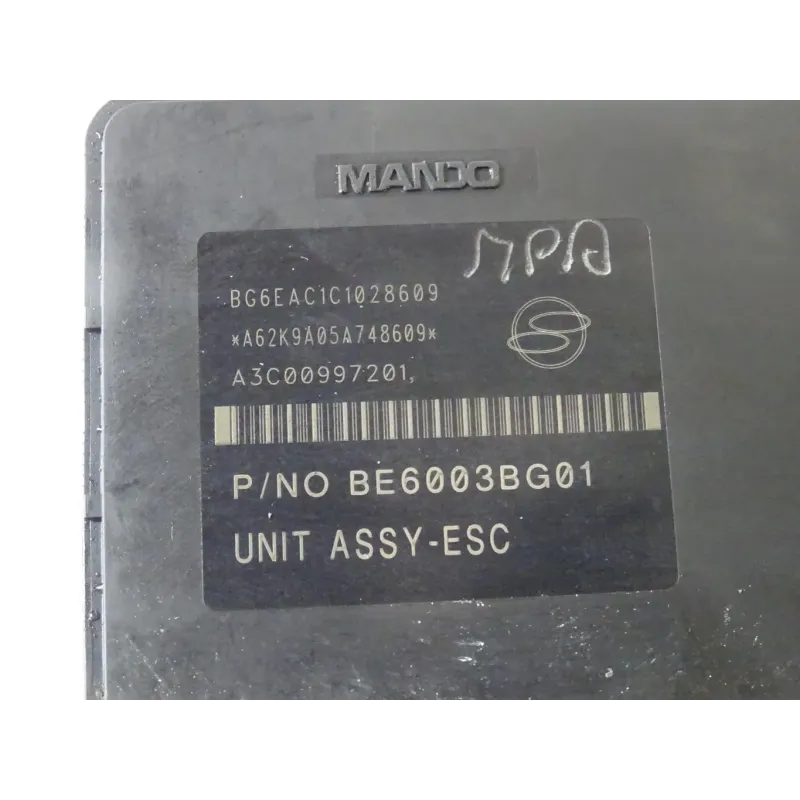 MANDO
MPA
BG6EAC1C1028609
*A62K9A05A748609*
A3C00997201,
P/NO BE6003BG01
UNIT ASSY-ESC